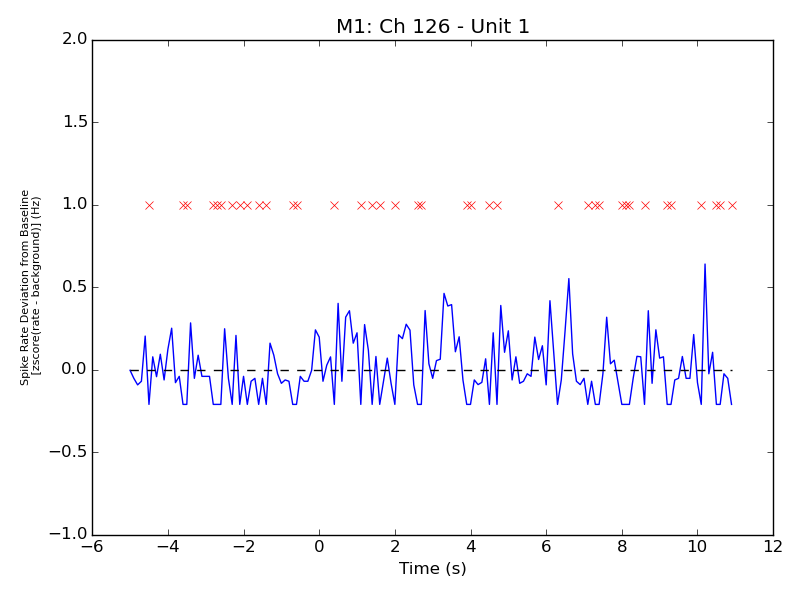 M1: Ch 126 - Unit 1
2.0
1.5
1.0
0.5
0.0
−0.5
−1.0
Spike Rate Deviation from Baseline
[zscore(rate - background)] (Hz)
−6 −4 −2 0 2 4 6 8 10 12
Time (s)